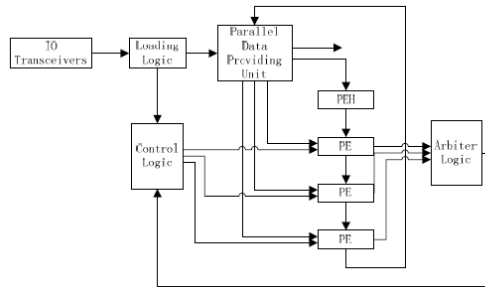 IO
Transceivers
Loading
Logic
Parallel
Data
Providing
Unit
PEH
Control
Logic
PE
PE
PE
Arbiter
Logic